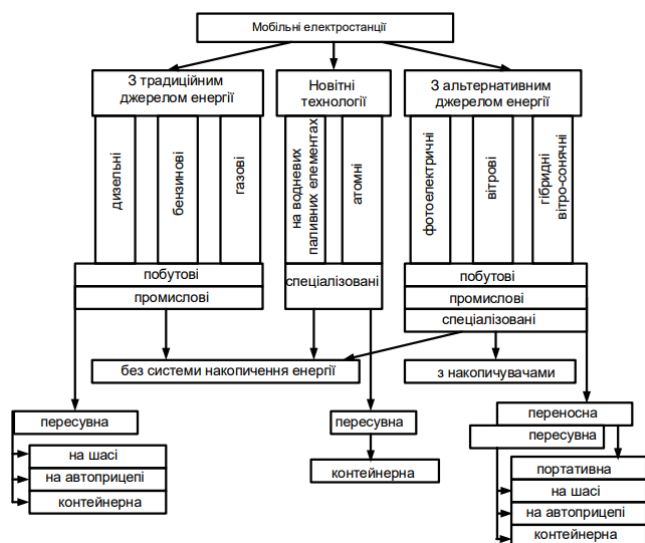 Мобільні електростанції
З традиційним
джерелом енергії
Новітні
технології
З альтернативним
джерелом енергії
дизельні
бензинові
газові
на водневих
паливних елементах
атомні
фотоелектричні
вітрові
гібридні
вітро-сонячні
побутові
промислові
спеціалізовані
побутові
промислові
спеціалізовані
без системи накопичення енергії
з накопичувачами
пересувна
на шасі
на автоприцепі
контейнерна
пересувна
контейнерна
переносна
пересувна
портативна
на шасі
на автоприцепі
контейнерна